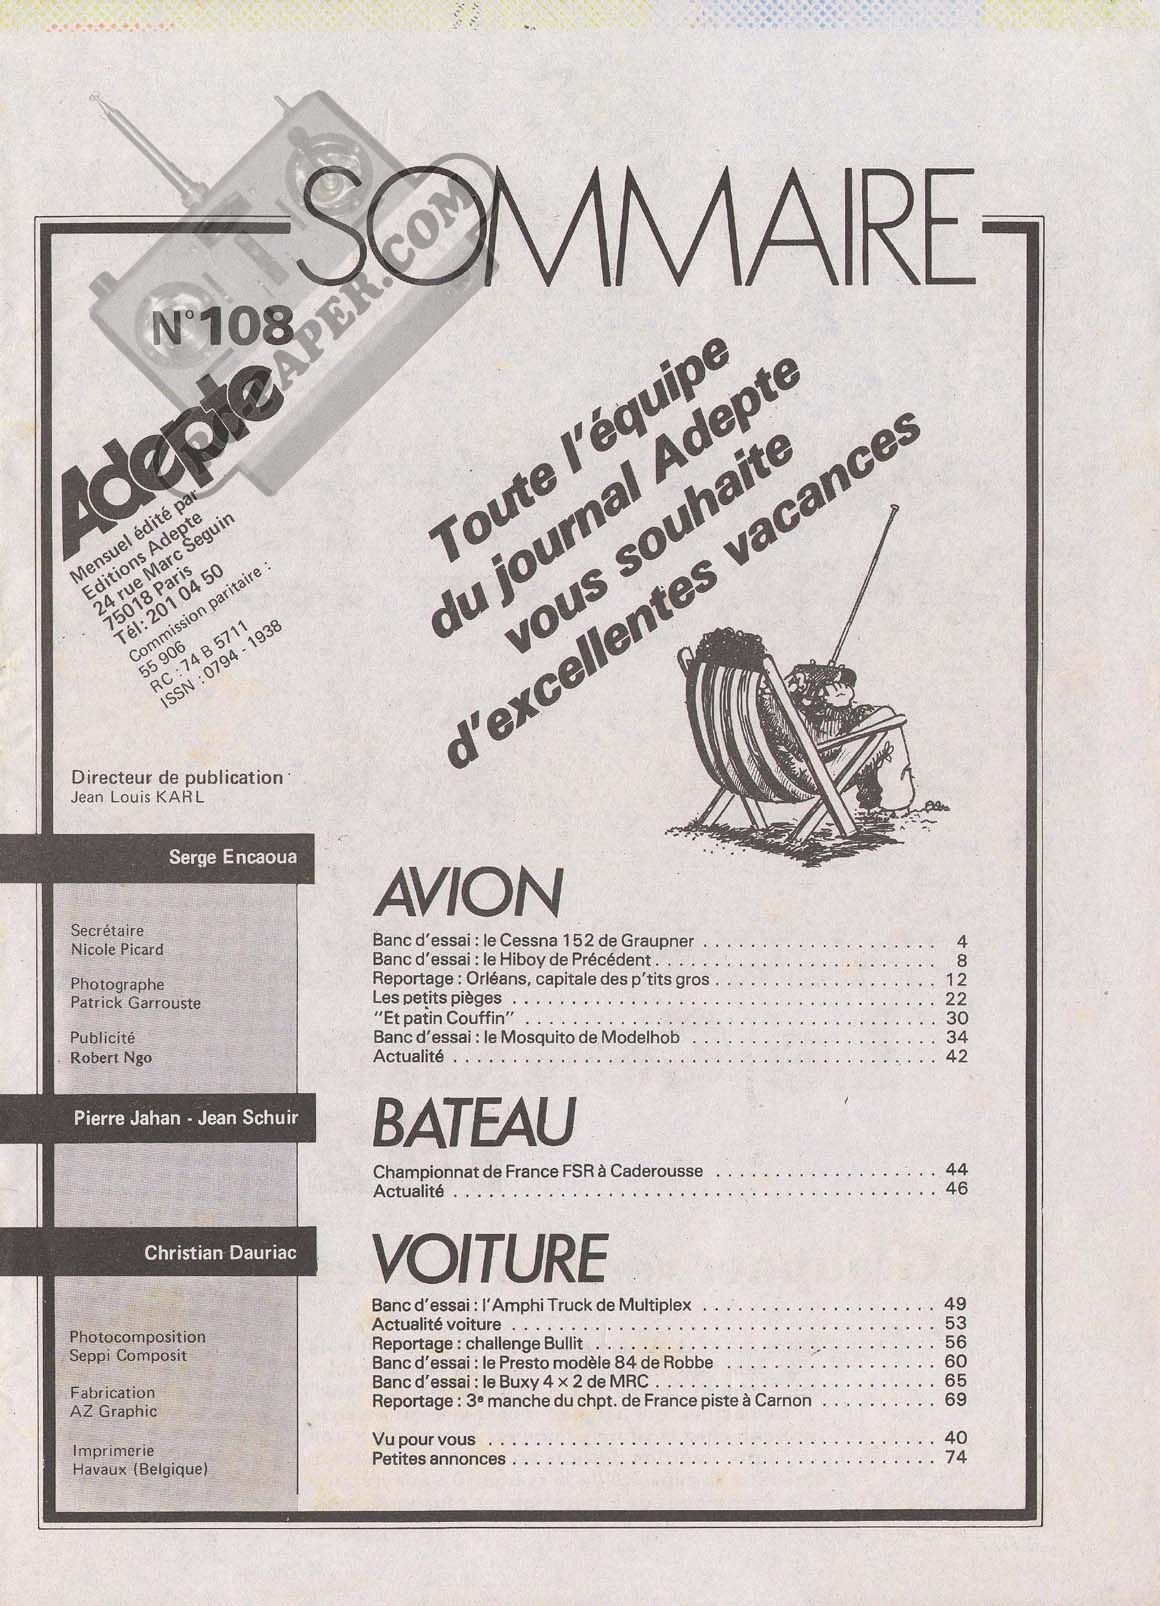 SOMMAIRE
N°108
Adepte
Mensuel édité par
Editions Adepte
24 rue Marc Seguin
75018 Paris
Tél: 201 04 50
Commission paritaire :
55 906
RC : 74 B 5711
ISSN : 0794 - 1938
Toute l'équipe
du journal Adepte
vous souhaite
d'excellentes vacances
Directeur de publication
Jean Louis KARL
Serge Encaoua
Secrétaire
Nicole Picard
Photographe
Patrick Garrouste
Publicité
Robert Ngo
Pierre Jahan - Jean Schuir
Christian Dauriac
Photocomposition
Seppi Composit
Fabrication
AZ Graphic
Imprimerie
Havaux (Belgique)
AVION
Banc d'essai : le Cessna 152 de Graupner 4
Banc d'essai : le Hiboy de Précédent 8
Reportage : Orléans, capitale des p'tits gros 12
Les petits pièges 22
"Et patin Couffin" 30
Banc d'essai : le Mosquito de Modelhob 34
Actualité 42
BATEAU
Championnat de France FSR à Caderousse 44
Actualité 46
VOITURE
Banc d'essai : l'Amphi Truck de Multiplex 49
Actualité voiture 53
Reportage : challenge Bullit 56
Banc d'essai : le Presto modèle 84 de Robbe 60
Banc d'essai : le Buxy 4 × 2 de MRC 65
Reportage : 3e manche du chpt. de France piste à Carnon 69
Vu pour vous 40
Petites annonces 74